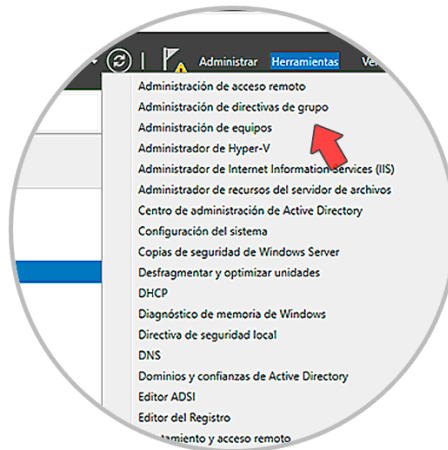 Administrar Herramientas
Administración de acceso remoto
Administración de directivas de grupo
Administración de equipos
Administrador de Hyper-V
Administrador de Internet Information Services (IIS)
Administrador de recursos del servidor de archivos
Centro de administración de Active Directory
Configuración del sistema
Copias de seguridad de Windows Server
Desfragmentar y optimizar unidades
DHCP
Diagnóstico de memoria de Windows
Directiva de seguridad local
DNS
Dominios y confianzas de Active Directory
Editor ADSI
Editor del Registro
y acceso remoto